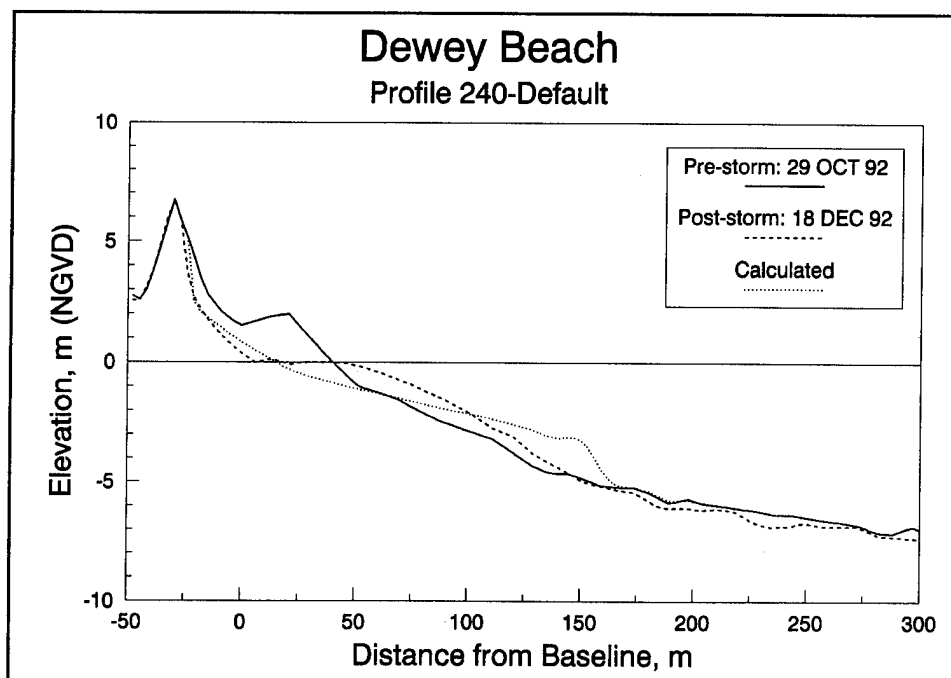 Dewey Beach
Profile 240-Default
10
5
0
-5
-10
Elevation, m (NGVD)
Pre-storm: 29 OCT 92
Post-storm: 18 DEC 92
Calculated
-50
0
50
100
150
200
250
300
Distance from Baseline, m